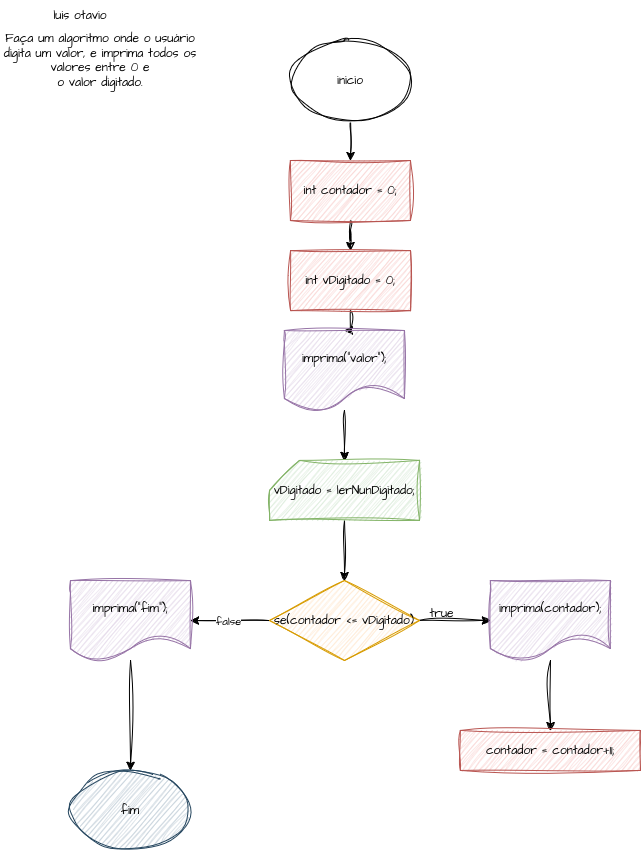 luis otavio
Faça um algoritmo onde o usuário
digita um valor, e imprima todos os
valores entre 0 e
o valor digitado.
inicio
int contador = 0;
int vDigitado = 0;
imprima("valor");
vDigitado = lerNunDigitado;
imprima("fim");
false
se(contador <= vDigitado)
true
imprima(contador);
contador = contador+1;
fim